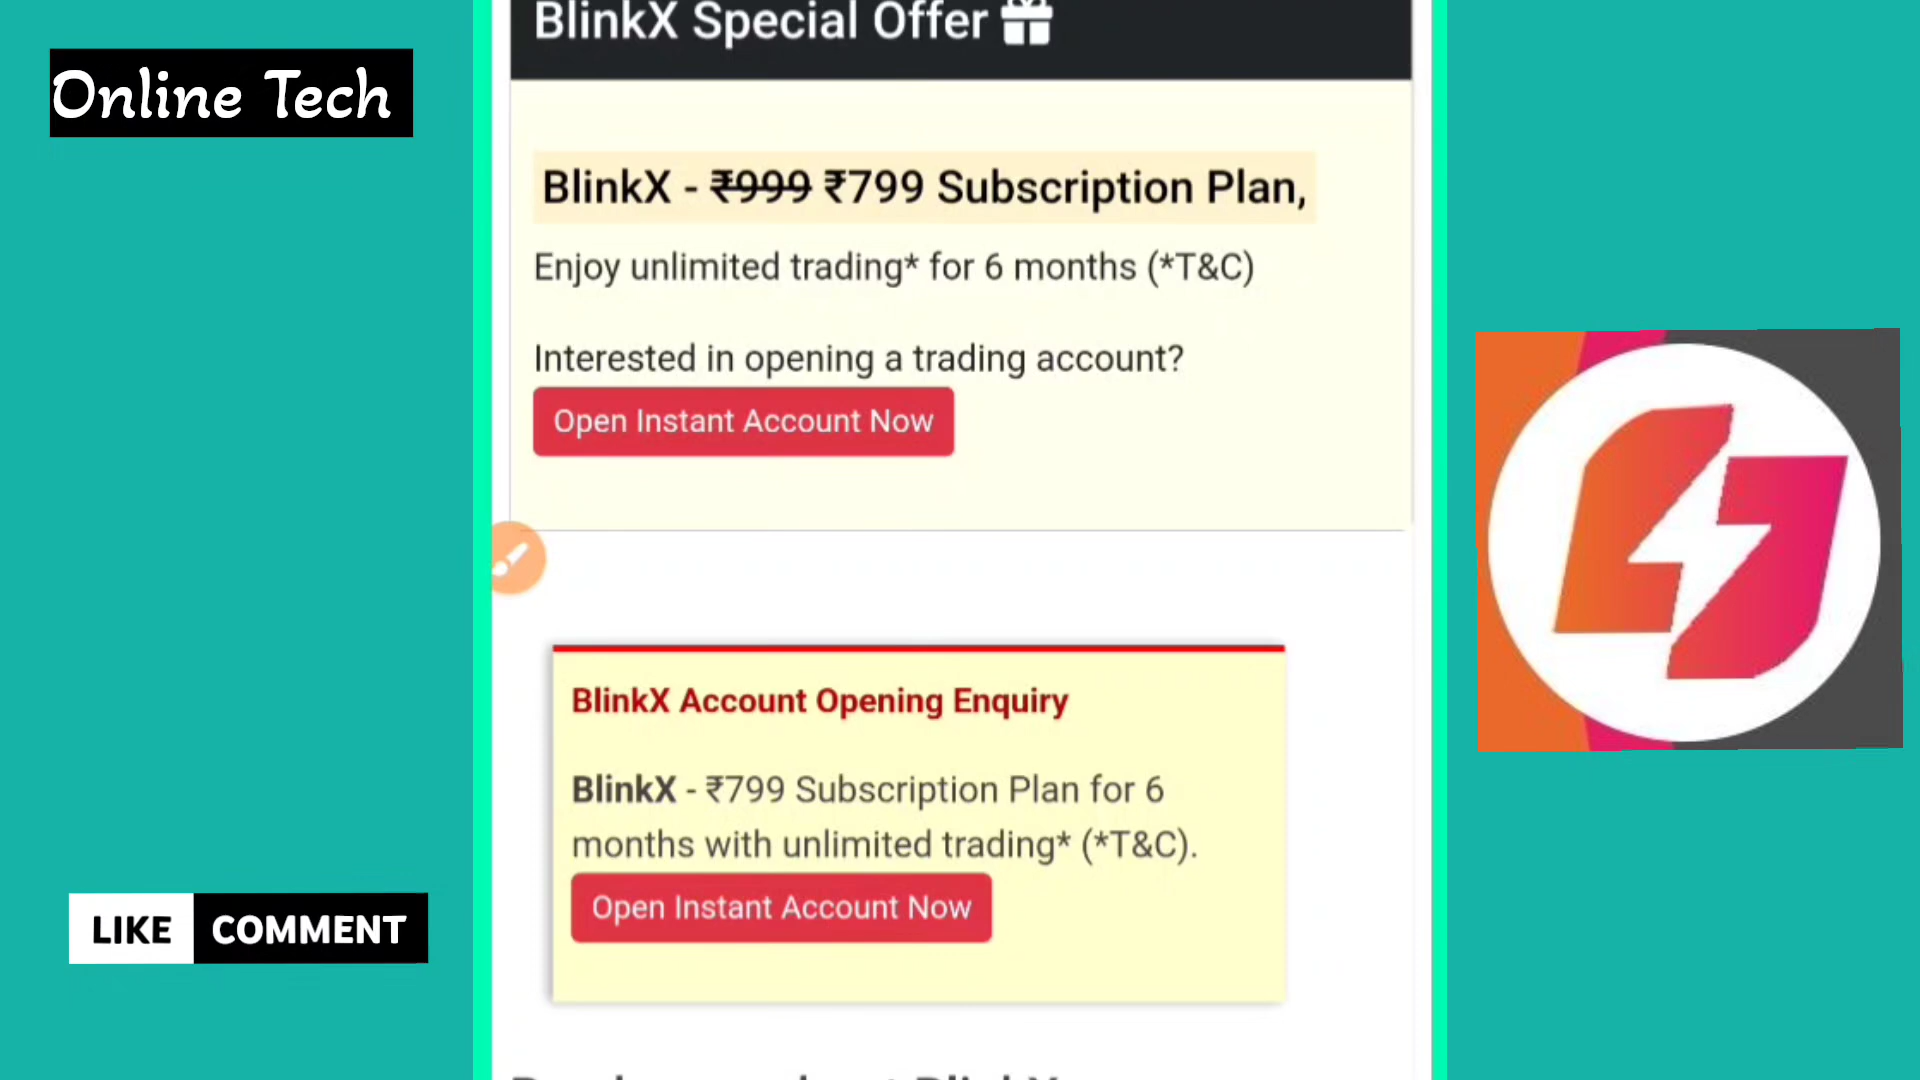 BlinkX Special Offer
Online Tech
BlinkX - ₹999 ₹799 Subscription Plan,
Enjoy unlimited trading* for 6 months (*T&C)
Interested in opening a trading account?
Open Instant Account Now
BlinkX Account Opening Enquiry
BlinkX - ₹799 Subscription Plan for 6
months with unlimited trading* (*T&C).
Open Instant Account Now
LIKE COMMENT